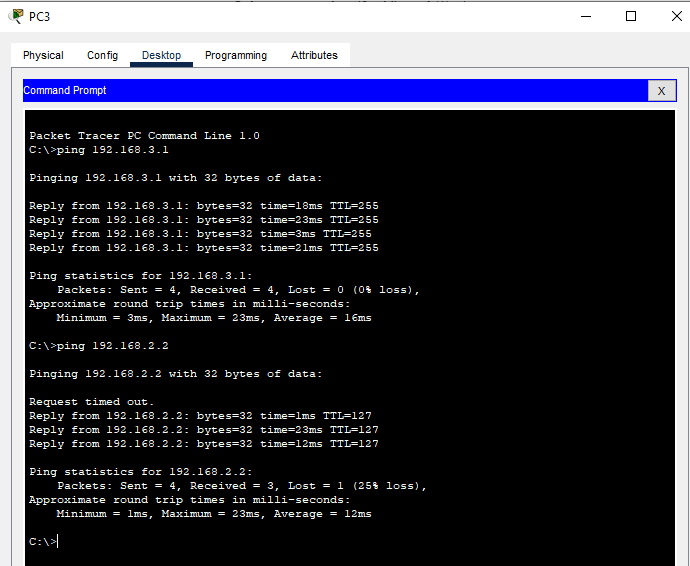 PC3
Physical Config Desktop Programming Attributes
Command Prompt X
Packet Tracer PC Command Line 1.0
C:\>ping 192.168.3.1
Pinging 192.168.3.1 with 32 bytes of data:
Reply from 192.168.3.1: bytes=32 time=18ms TTL=255
Reply from 192.168.3.1: bytes=32 time=23ms TTL=255
Reply from 192.168.3.1: bytes=32 time=3ms TTL=255
Reply from 192.168.3.1: bytes=32 time=21ms TTL=255
Ping statistics for 192.168.3.1:
    Packets: Sent = 4, Received = 4, Lost = 0 (0% loss),
Approximate round trip times in milli-seconds:
    Minimum = 3ms, Maximum = 23ms, Average = 16ms
C:\>ping 192.168.2.2
Pinging 192.168.2.2 with 32 bytes of data:
Request timed out.
Reply from 192.168.2.2: bytes=32 time=1ms TTL=127
Reply from 192.168.2.2: bytes=32 time=23ms TTL=127
Reply from 192.168.2.2: bytes=32 time=12ms TTL=127
Ping statistics for 192.168.2.2:
    Packets: Sent = 4, Received = 3, Lost = 1 (25% loss),
Approximate round trip times in milli-seconds:
    Minimum = 1ms, Maximum = 23ms, Average = 12ms
C:\>